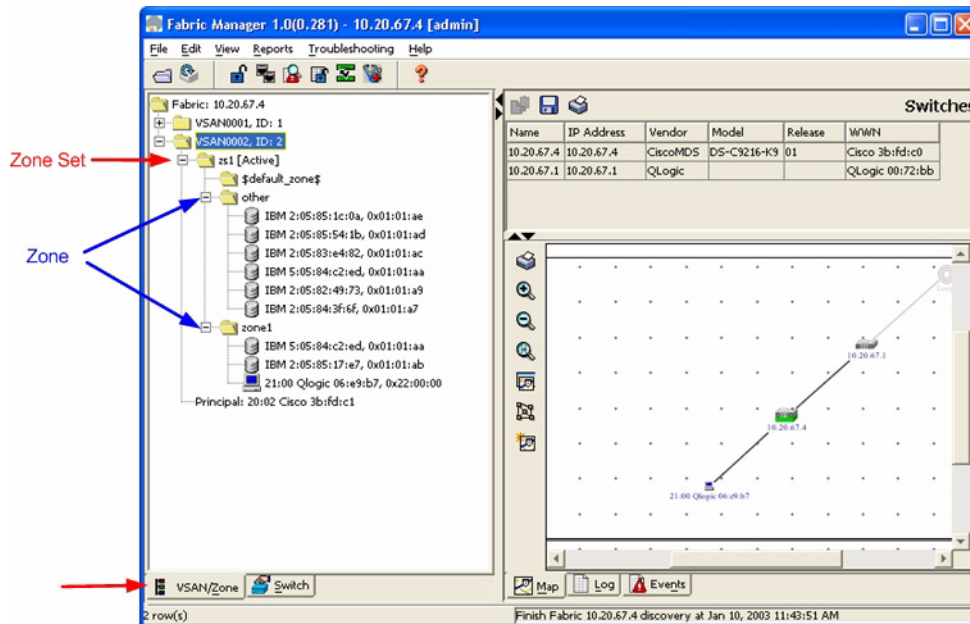 Fabric Manager 1.0(0.281) - 10.20.67.4 [admin]
File Edit View Reports Troubleshooting Help
Fabric: 10.20.67.4
VSAN0001, ID: 1
VSAN0002, ID: 2
Zone Set
zs1 [Active]
$default_zone$
other
IBM 2:05:85:1c:0a, 0x01:01:ae
IBM 2:05:85:54:1b, 0x01:01:ad
IBM 2:05:83:e4:82, 0x01:01:ac
IBM 5:05:84:c2:ed, 0x01:01:aa
IBM 2:05:82:49:73, 0x01:01:a9
IBM 2:05:84:3f:6f, 0x01:01:a7
Zone
zone1
IBM 5:05:84:c2:ed, 0x01:01:aa
IBM 2:05:85:17:e7, 0x01:01:ab
21:00 Qlogic 06:e9:b7, 0x22:00:00
Principal: 20:02 Cisco 3b:fd:c1
VSAN/Zone Switch
2 row(s)
Switches
Name IP Address Vendor Model Release WWN
10.20.67.4 10.20.67.4 CiscoMDS DS-C9216-K9 01 Cisco 3b:fd:c0
10.20.67.1 10.20.67.1 QLogic QLogic 00:72:bb
10.20.67.1
10.20.67.4
21:00 Qlogic 06:e9:b7
Map Log Events
Finish Fabric 10.20.67.4 discovery at Jan 10, 2003 11:43:51 AM